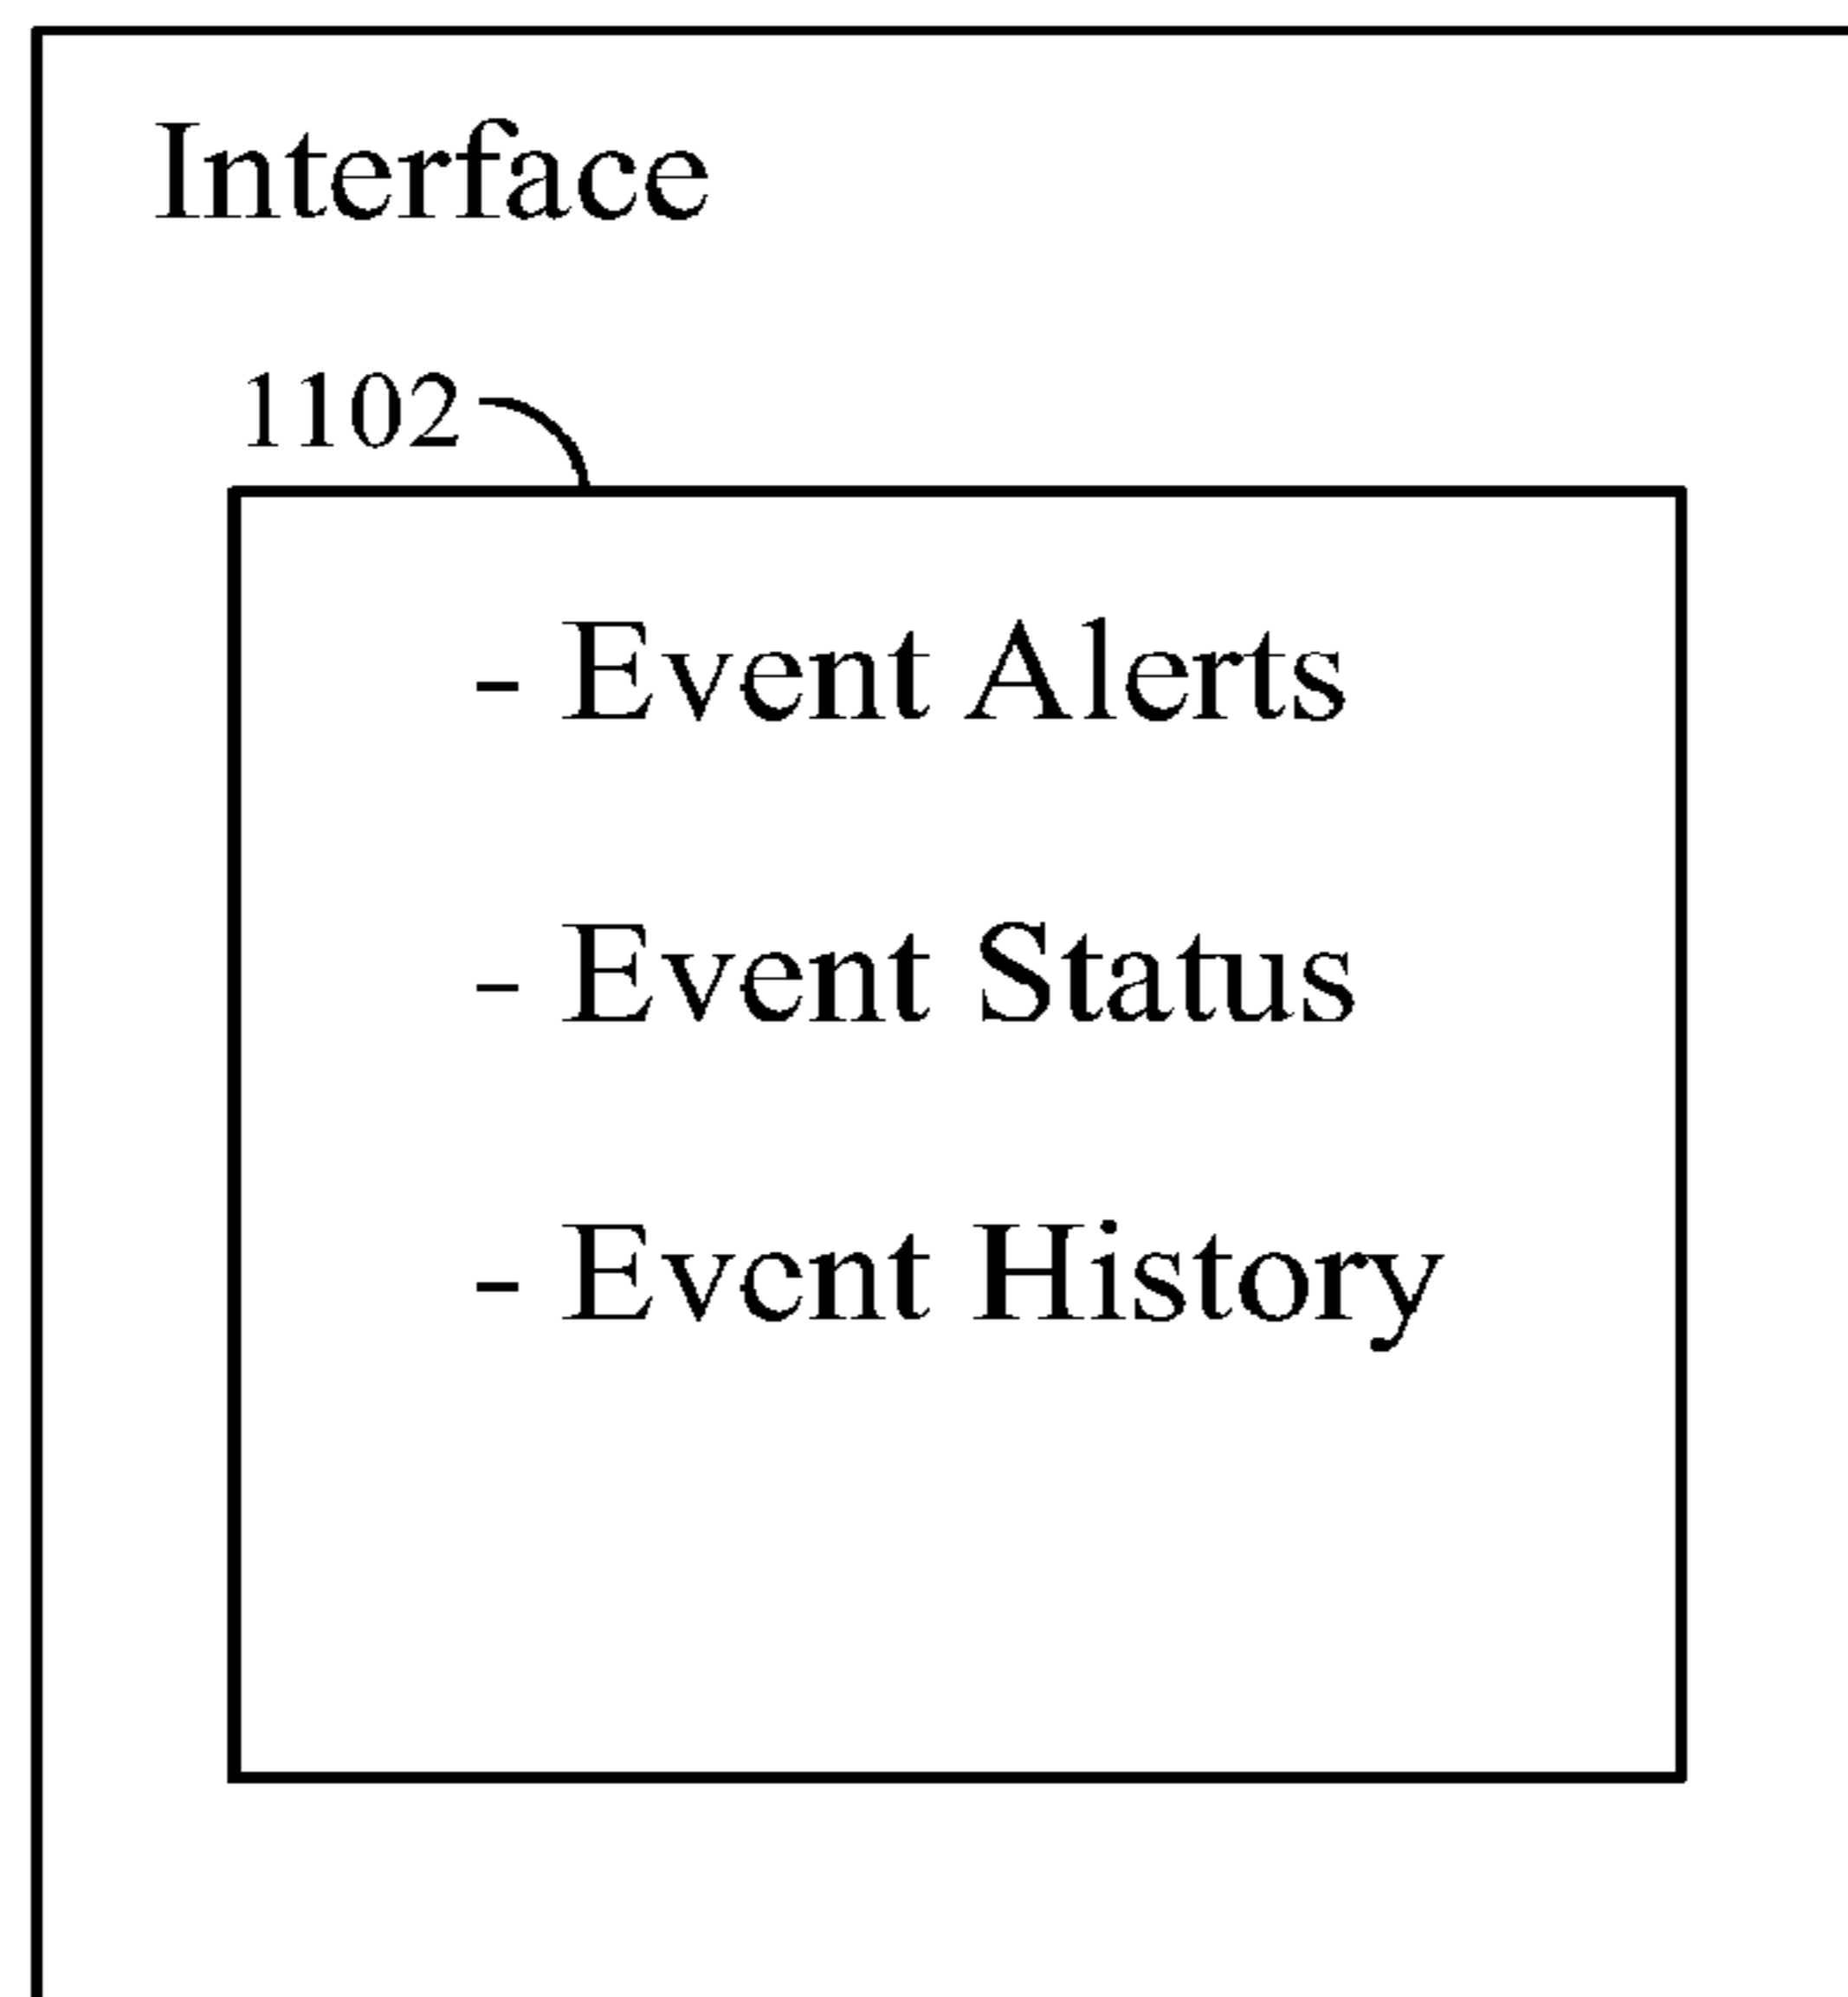 Interface
1102
- Event Alerts
- Event Status
- Event History